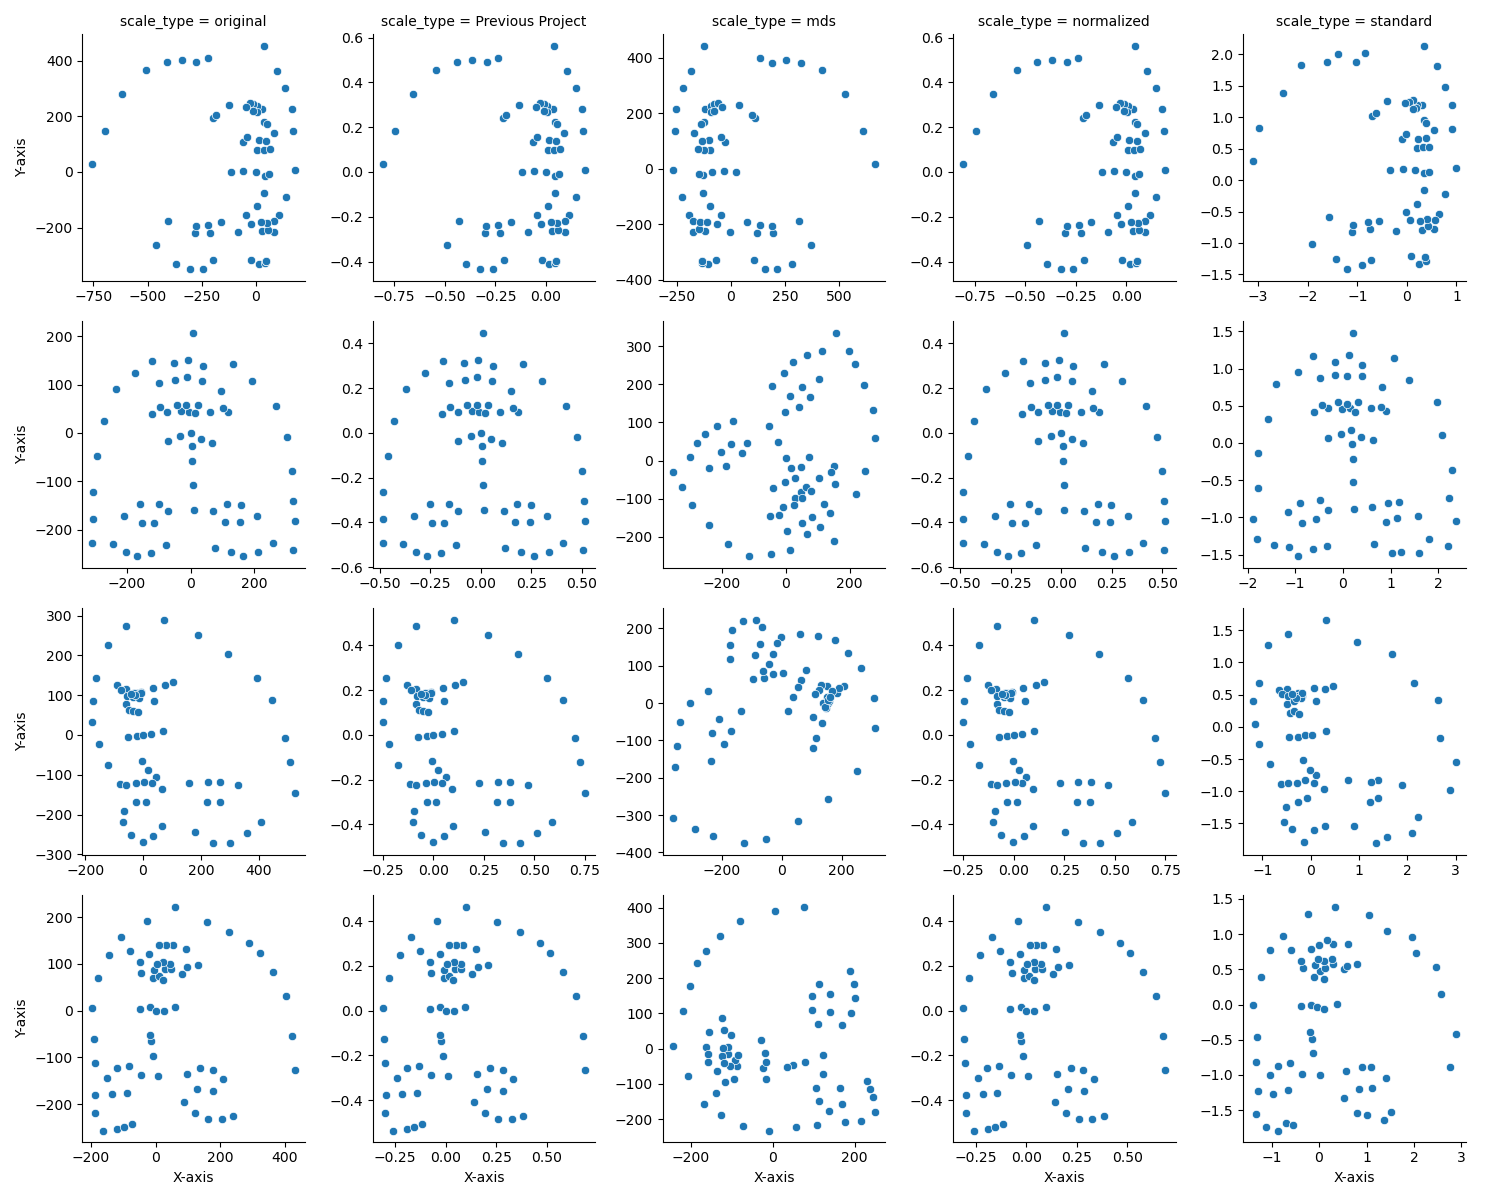 scale_type = original scale_type = Previous Project scale_type = mds scale_type = normalized scale_type = standard
400 0.6 400 0.6 2.0
200 0.4 300 0.4 1.5
0 0.2 200 0.2 1.0
−200 0.0 100 0.0 0.5
−0.2 0 −0.2 0.0
−0.4 −100 −0.4 −0.5
−200 −1.0
−300 −1.5
−400
Y-axis
−750 −500 −250 0 −0.75 −0.50 −0.25 0.00 −250 0 250 500 −0.75 −0.50 −0.25 0.00 −3 −2 −1 0 1
200 0.4 300 0.4 1.5
100 0.2 200 0.2 1.0
0 0.0 100 0.0 0.5
−100 −0.2 0 −0.2 0.0
−200 −0.4 −100 −0.4 −0.5
−0.6 −200 −0.6 −1.0
−1.5
Y-axis
−200 0 200 −0.50 −0.25 0.00 0.25 0.50 −200 0 200 −0.50 −0.25 0.00 0.25 0.50 −2 −1 0 1 2
300 0.4 200 0.4 1.5
200 0.2 100 0.2 1.0
100 0.0 0 0.0 0.5
0 −0.2 −100 −0.2 0.0
−100 −0.4 −200 −0.4 −0.5
−200 −300 −1.0
−300 −400 −1.5
Y-axis
−200 0 200 400 −0.25 0.00 0.25 0.50 0.75 −200 0 200 −0.25 0.00 0.25 0.50 0.75 −1 0 1 2 3
200 0.4 400 0.4 1.5
100 0.2 300 0.2 1.0
0 0.0 200 0.0 0.5
−100 −0.2 100 −0.2 0.0
−200 −0.4 0 −0.4 −0.5
−100 −1.0
−200 −1.5
Y-axis
−200 0 200 400 −0.25 0.00 0.25 0.50 −200 0 200 −0.25 0.00 0.25 0.50 −1 0 1 2 3
X-axis X-axis X-axis X-axis X-axis